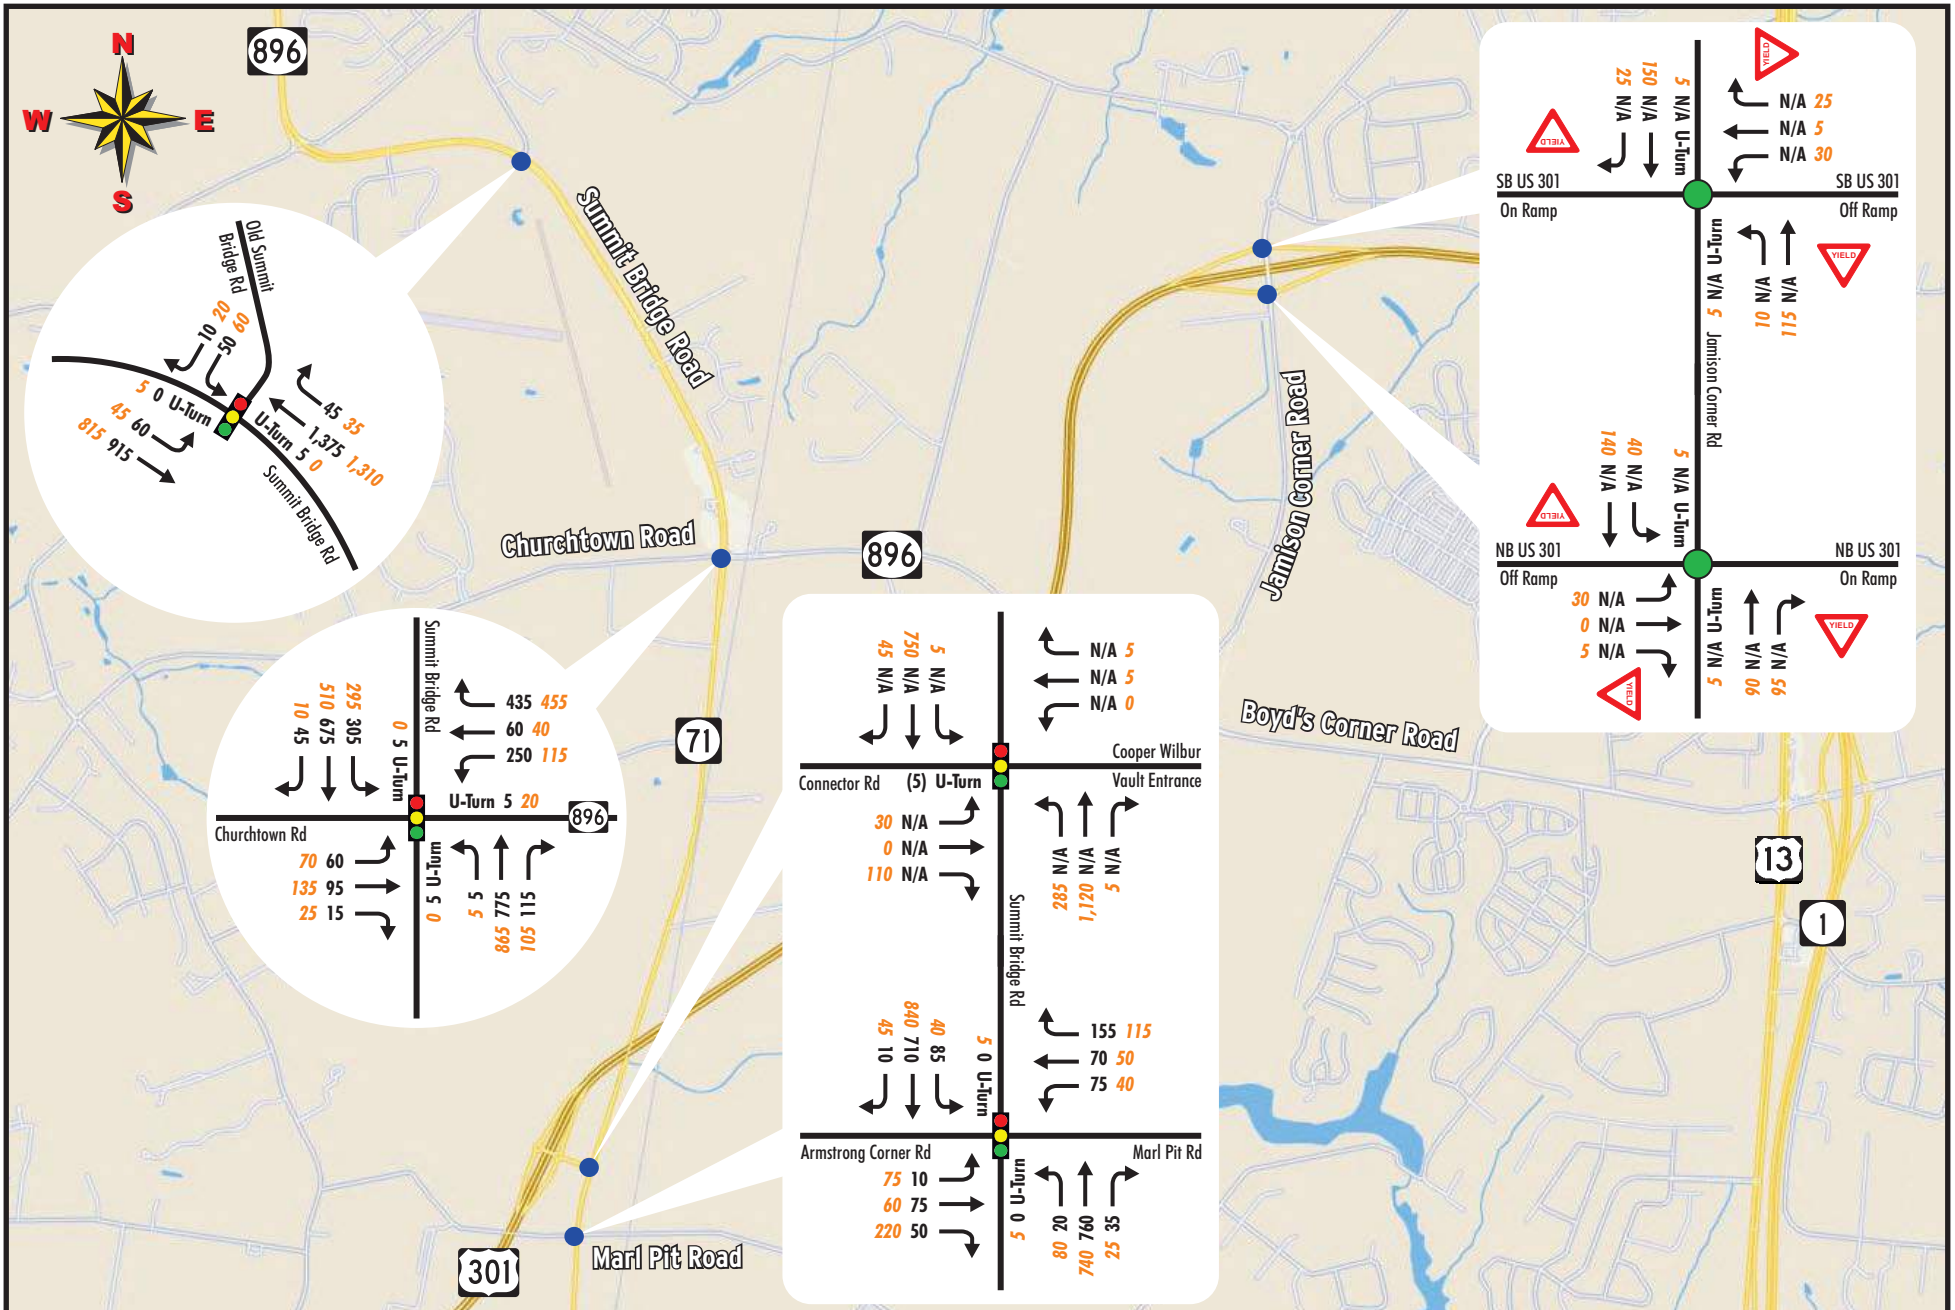 N
W E
S
896
Summit Bridge Road
Churchtown Road
896
Jamison Corner Road
Boyd's Corner Road
71
13
1
301
Marl Pit Road
Old Summit
Bridge Rd
10 20
50 60
5 0 U-Turn
45 60
815 915
45 35
1,375 1,310
U-Turn 5 0
Summit Bridge Rd
Summit Bridge Rd
10 45
510 675
295 305
0 5 U-Turn
435 455
60 40
250 115
U-Turn 5 20
896
Churchtown Rd
70 60
135 95
25 15
0 5 U-Turn
5 5
865 775
105 115
45 N/A
750 N/A
5 N/A
N/A 5
N/A 5
N/A 0
Cooper Wilbur
Vault Entrance
Connector Rd
(5) U-Turn
30 N/A
0 N/A
110 N/A
285 N/A
1,120 N/A
5 N/A
Summit Bridge Rd
45 10
840 710
40 85
5 0 U-Turn
155 115
70 50
75 40
Armstrong Corner Rd
Marl Pit Rd
75 10
60 75
220 50
5 0 U-Turn
80 20
740 760
25 35
25 N/A
150 N/A
5 N/A U-Turn
YIELD
N/A 25
N/A 5
N/A 30
YIELD
SB US 301
On Ramp
SB US 301
Off Ramp
5 N/A U-Turn
10 N/A
115 N/A
YIELD
Jamison Corner Rd
140 N/A
40 N/A
5 N/A U-Turn
YIELD
NB US 301
Off Ramp
NB US 301
On Ramp
30 N/A
0 N/A
5 N/A
YIELD
5 N/A U-Turn
90 N/A
95 N/A
YIELD